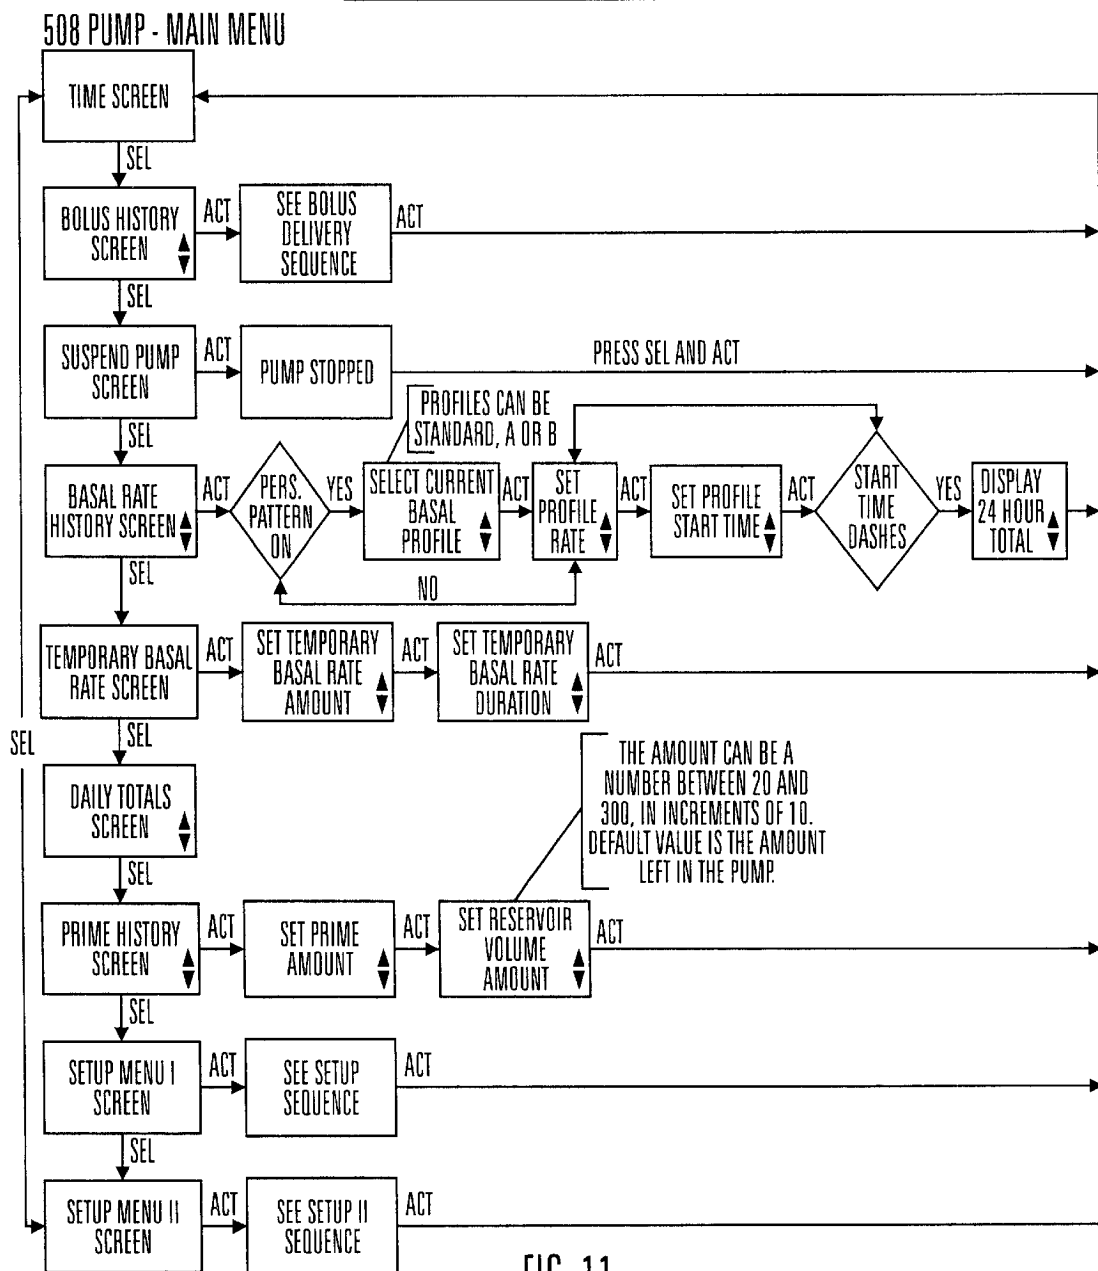 508 PUMP - MAIN MENU
TIME SCREEN
SEL
BOLUS HISTORY
SCREEN
ACT
SEE BOLUS
DELIVERY
SEQUENCE
ACT
SEL
SUSPEND PUMP
SCREEN
ACT
PUMP STOPPED
PRESS SEL AND ACT
SEL
PROFILES CAN BE
STANDARD, A OR B
BASAL RATE
HISTORY SCREEN
ACT
PERS.
PATTERN
ON
YES
SELECT CURRENT
BASAL
PROFILE
ACT
SET
PROFILE
RATE
ACT
SET PROFILE
START TIME
ACT
START
TIME
DASHES
YES
DISPLAY
24 HOUR
TOTAL
NO
SEL
TEMPORARY BASAL
RATE SCREEN
ACT
SET TEMPORARY
BASAL RATE
AMOUNT
ACT
SET TEMPORARY
BASAL RATE
DURATION
ACT
SEL
SEL
DAILY TOTALS
SCREEN
THE AMOUNT CAN BE A
NUMBER BETWEEN 20 AND
300, IN INCREMENTS OF 10.
DEFAULT VALUE IS THE AMOUNT
LEFT IN THE PUMP.
SEL
PRIME HISTORY
SCREEN
ACT
SET PRIME
AMOUNT
ACT
SET RESERVOIR
VOLUME
AMOUNT
ACT
SEL
SETUP MENU I
SCREEN
ACT
SEE SETUP
SEQUENCE
ACT
SEL
SETUP MENU II
SCREEN
ACT
SEE SETUP II
SEQUENCE
ACT
FIG. 11